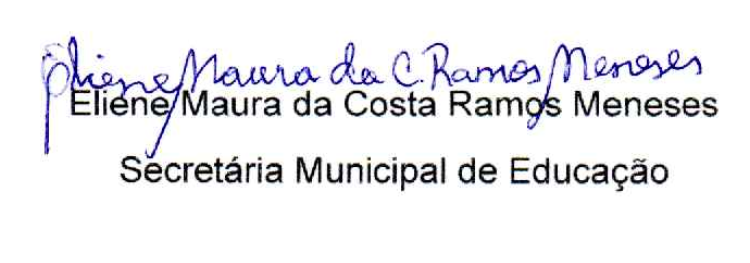 Eliene Maura da C. Ramos Meneses
Eliene Maura da Costa Ramos Meneses
Secretária Municipal de Educação